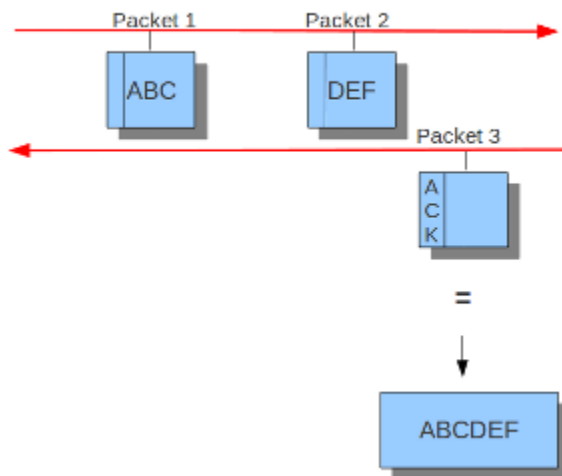 Packet 1
Packet 2
ABC
DEF
Packet 3
A
C
K
=
ABCDEF